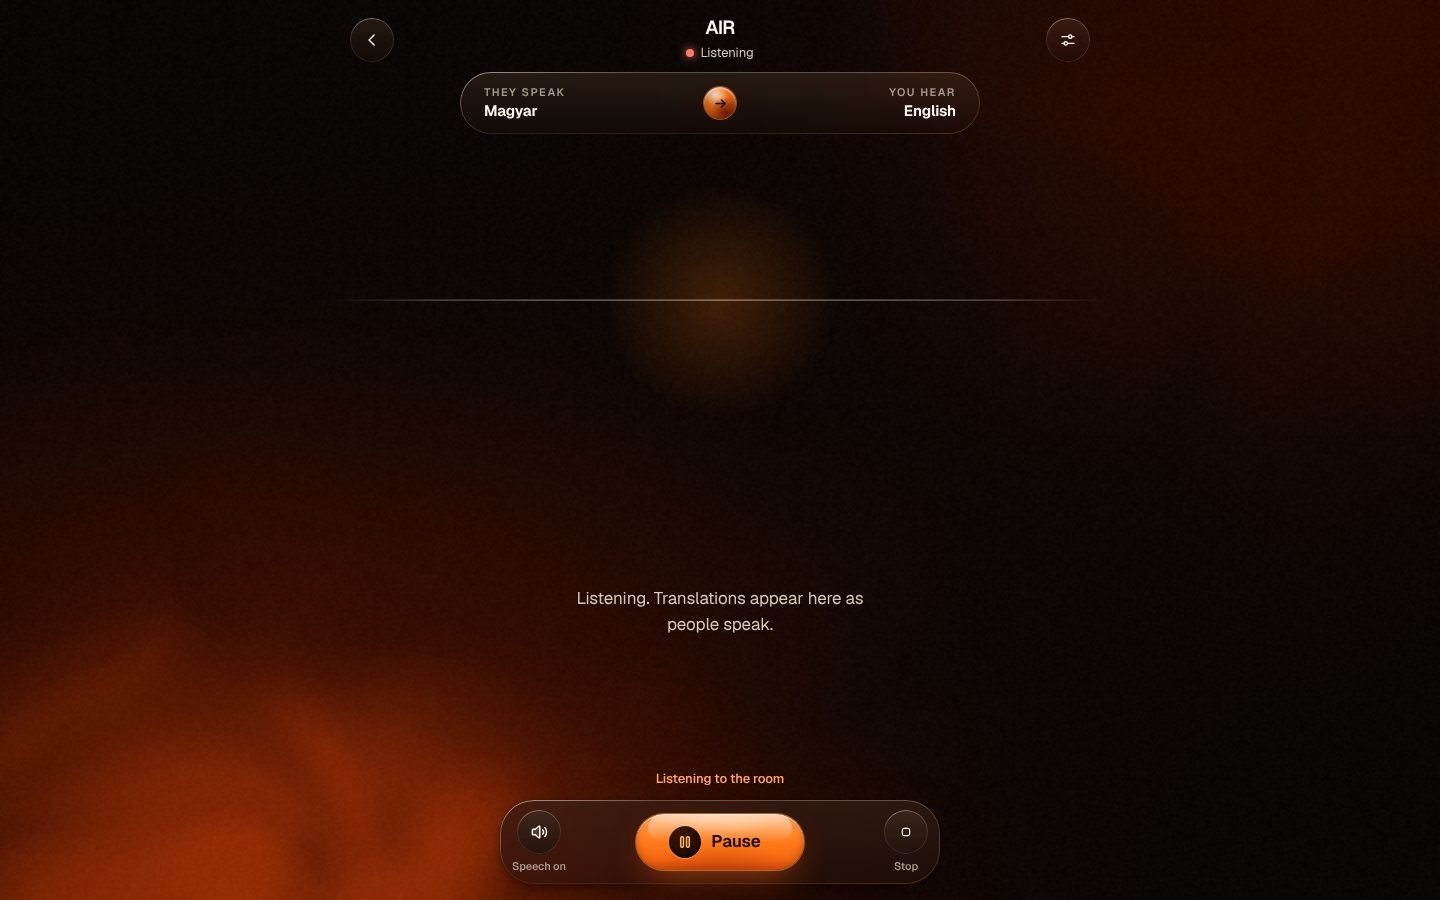 AIR
Listening
THEY SPEAK
Magyar
YOU HEAR
English
Listening. Translations appear here as
people speak.
Listening to the room
Speech on
Pause
Stop